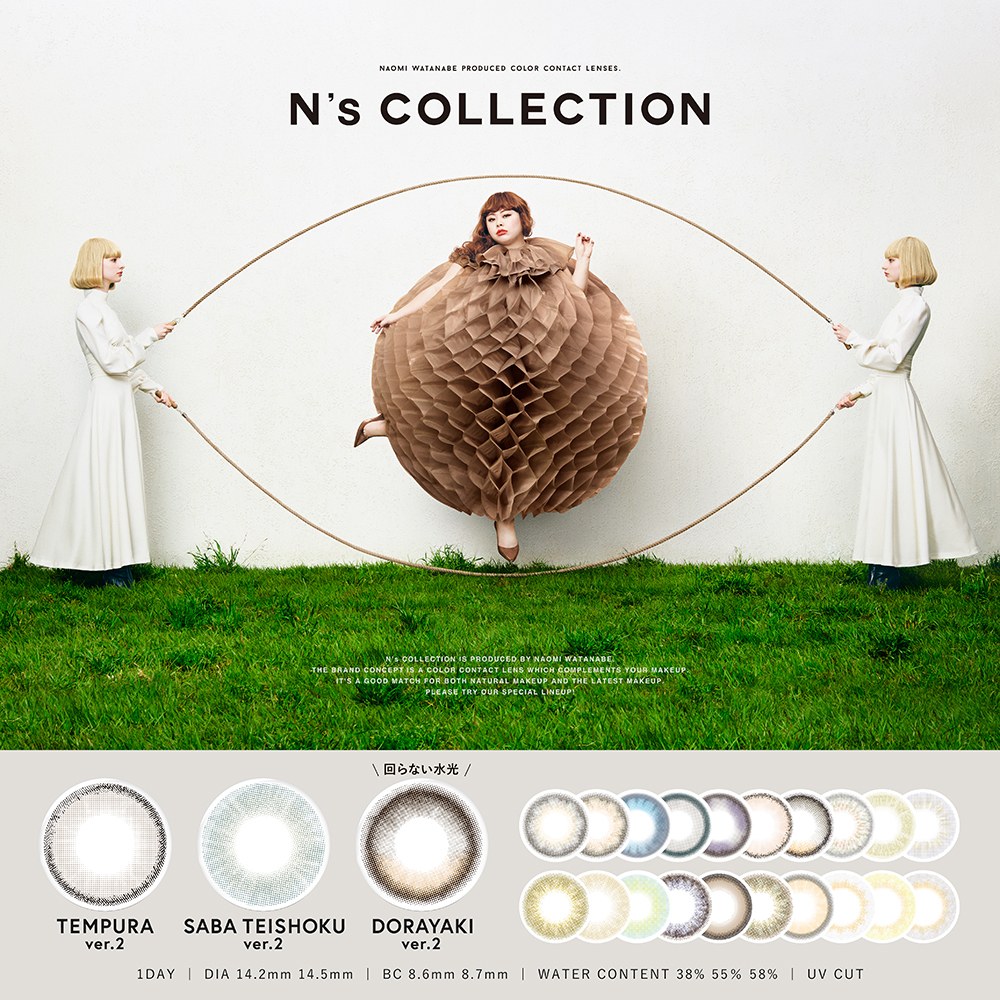 NAOMI WATANABE PRODUCED COLOR CONTACT LENSES.
N's COLLECTION
N's COLLECTION IS PRODUCED BY NAOMI WATANABE.
THE BRAND CONCEPT IS A COLOR CONTACT LENS WHICH COMPLEMENTS YOUR MAKEUP.
IT'S A GOOD MATCH FOR BOTH NATURAL MAKEUP AND THE LATEST MAKEUP.
PLEASE TRY OUR SPECIAL LINEUP!
\ 回らない水光 /
TEMPURA
ver.2
SABA TEISHOKU
ver.2
DORAYAKI
ver.2
1DAY | DIA 14.2mm 14.5mm | BC 8.6mm 8.7mm | WATER CONTENT 38% 55% 58% | UV CUT